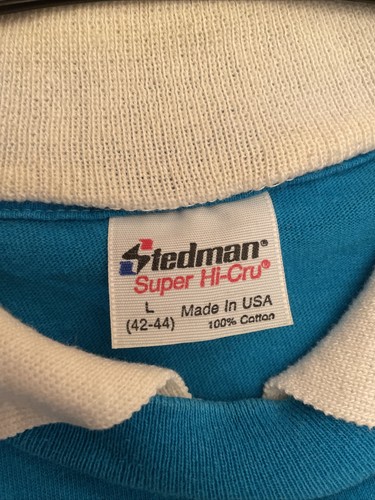 Stedman®
Super Hi-Cru®
L Made In USA
(42-44) 100% Cotton